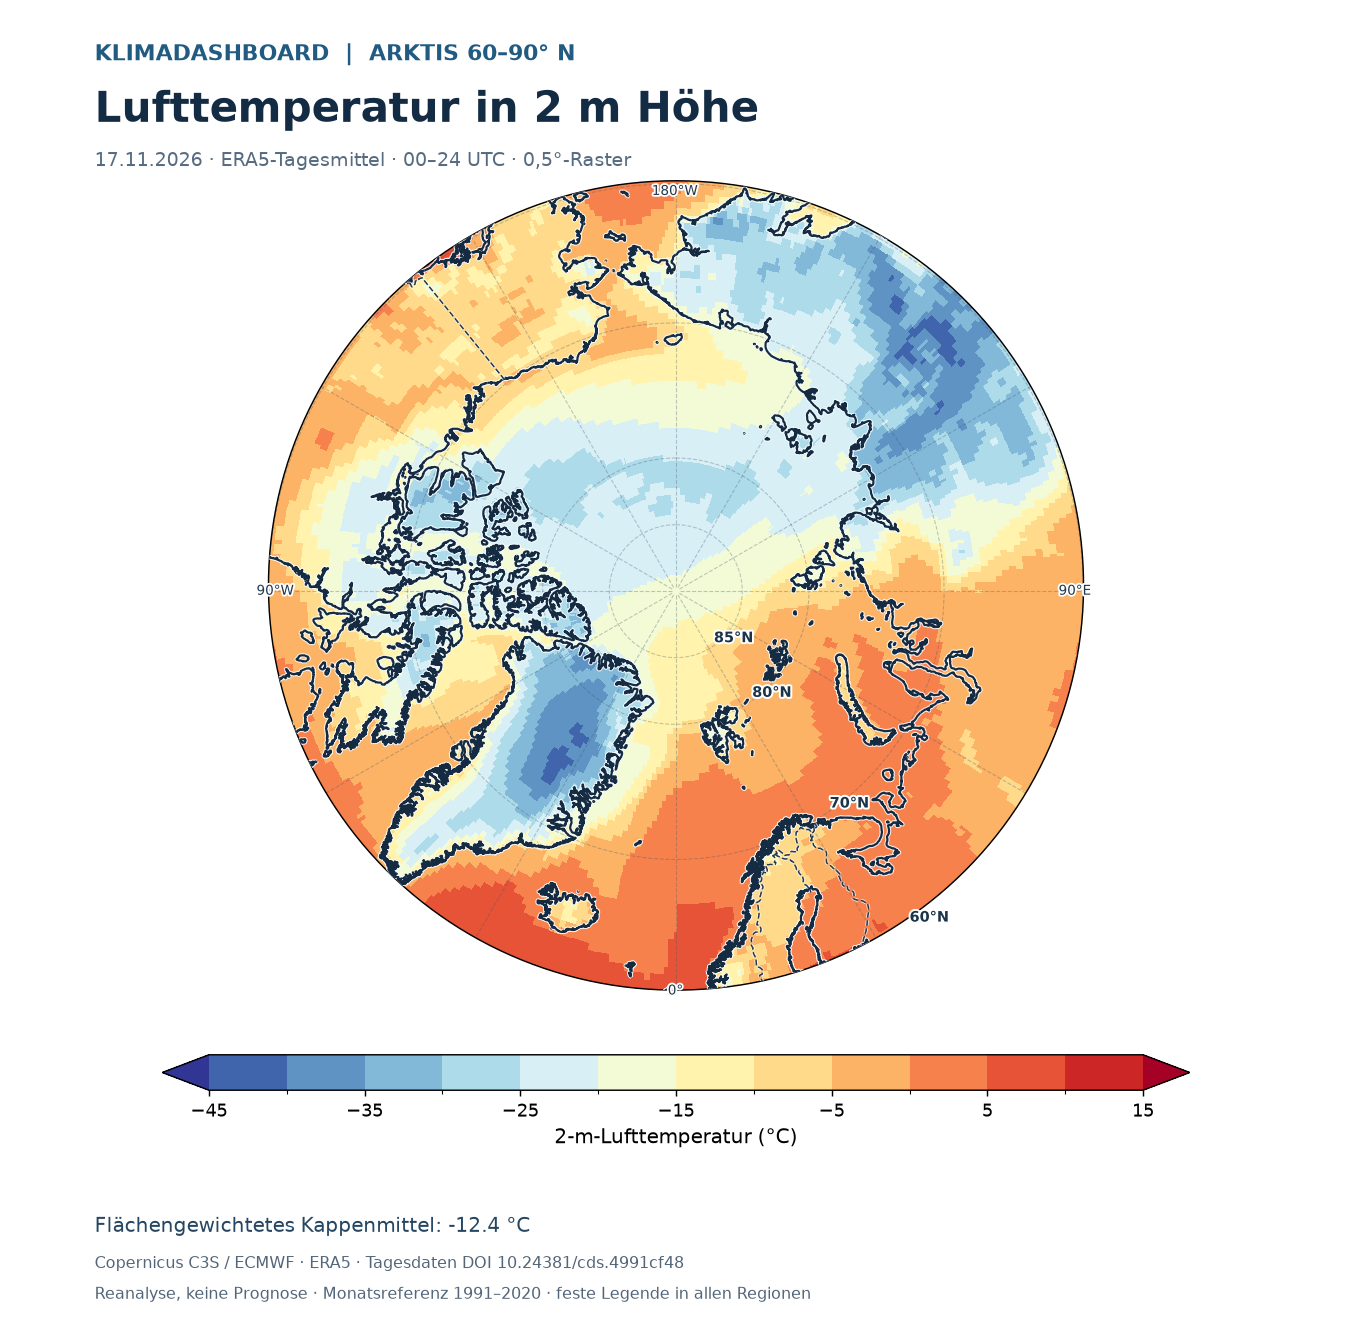 KLIMADASHBOARD | ARKTIS 60–90° N
Lufttemperatur in 2 m Höhe
17.11.2026 · ERA5-Tagesmittel · 00–24 UTC · 0,5°-Raster
180°W
90°W
90°E
85°N
80°N
70°N
60°N
0°
−45 −35 −25 −15 −5 5 15
2-m-Lufttemperatur (°C)
Flächengewichtetes Kappenmittel: -12.4 °C
Copernicus C3S / ECMWF · ERA5 · Tagesdaten DOI 10.24381/cds.4991cf48
Reanalyse, keine Prognose · Monatsreferenz 1991–2020 · feste Legende in allen Regionen